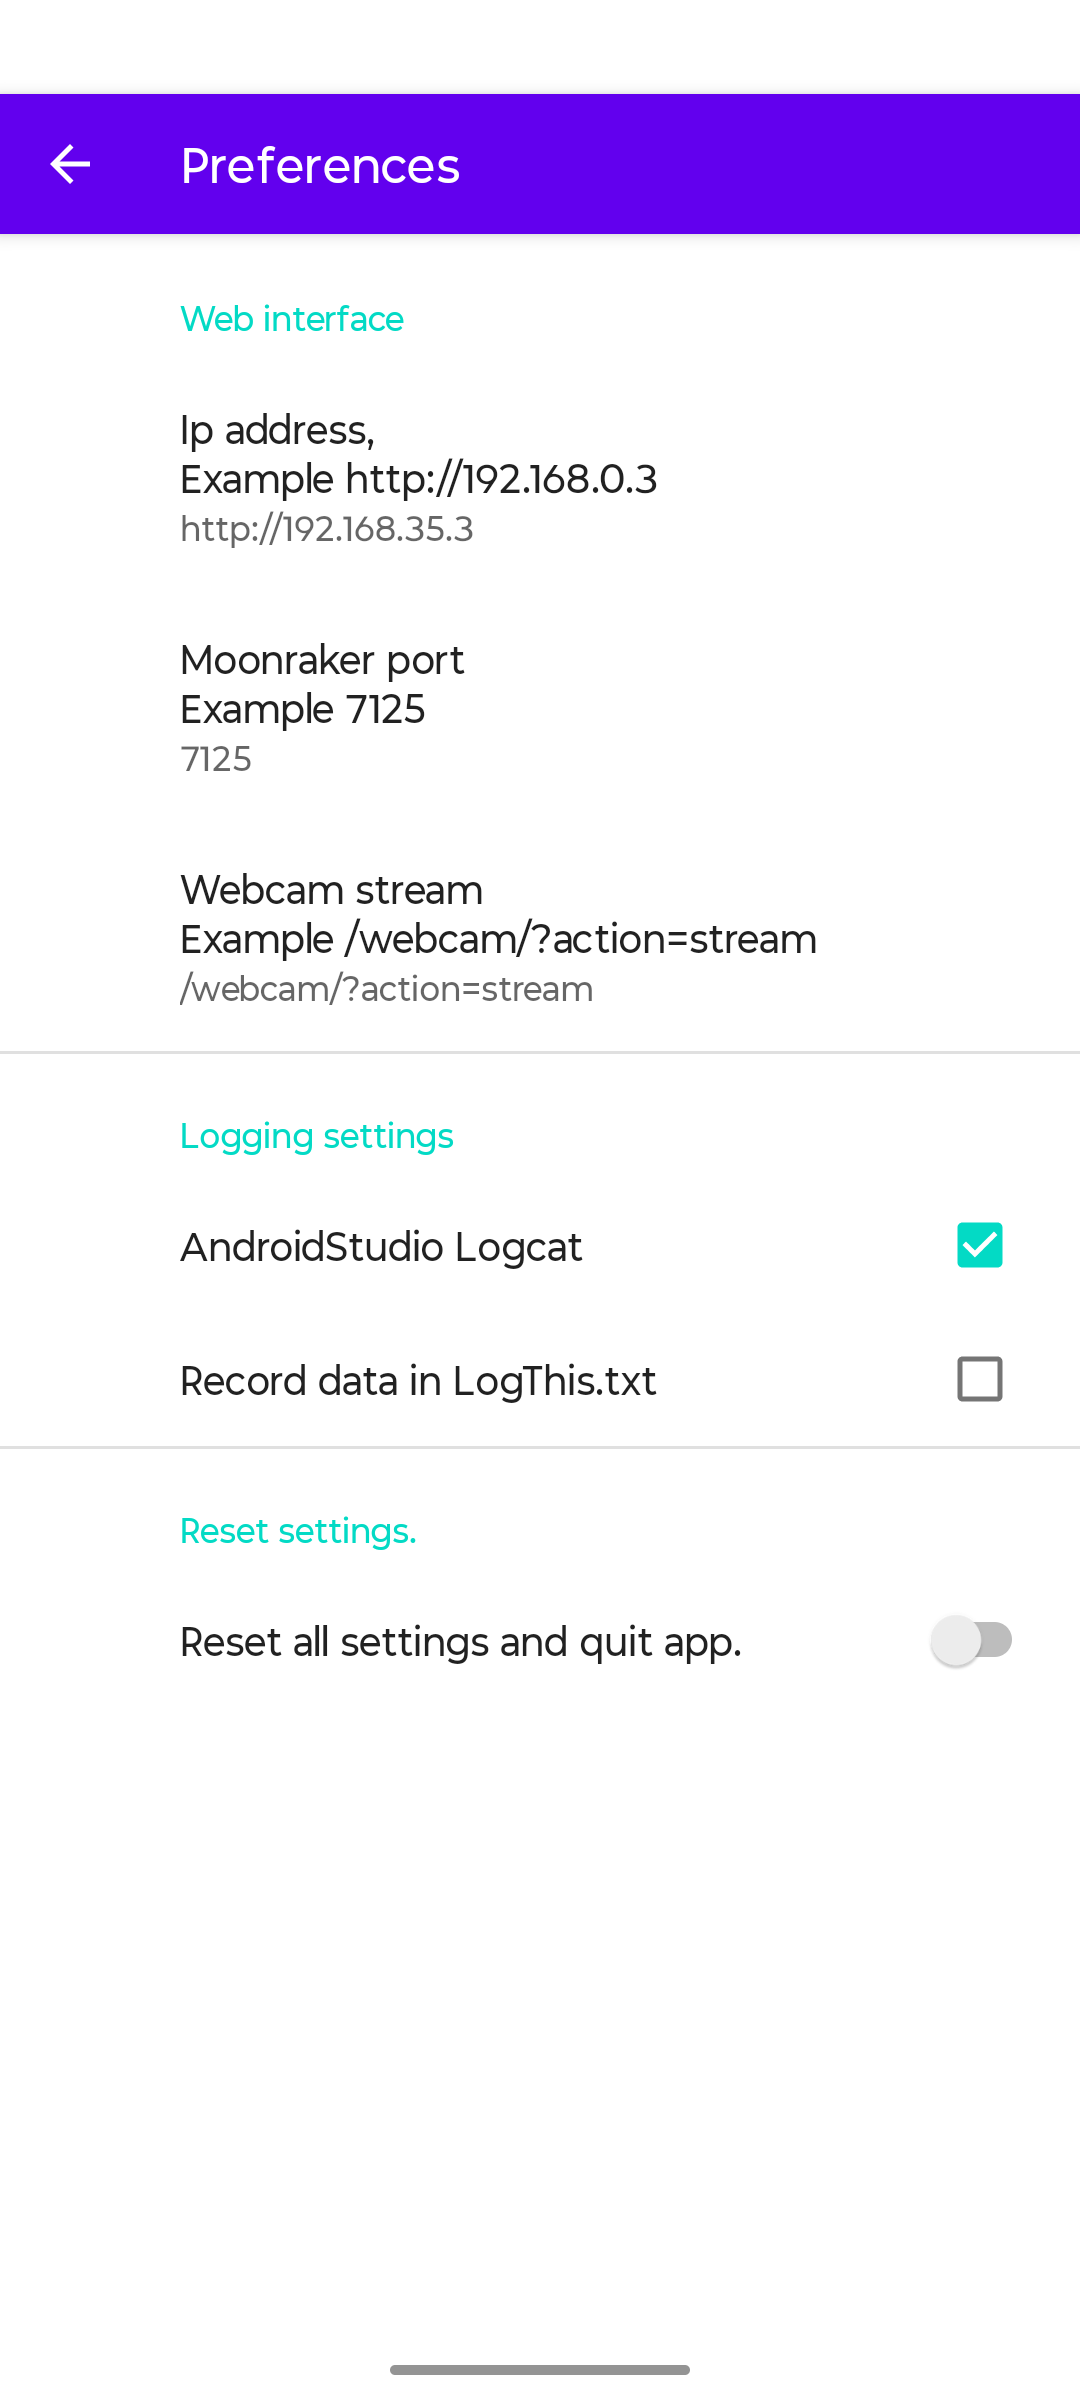 Preferences
Web interface
Ip address,
Example http://192.168.0.3
http://192.168.35.3
Moonraker port
Example 7125
7125
Webcam stream
Example /webcam/?action=stream
/webcam/?action=stream
Logging settings
AndroidStudio Logcat
Record data in LogThis.txt
Reset settings.
Reset all settings and quit app.